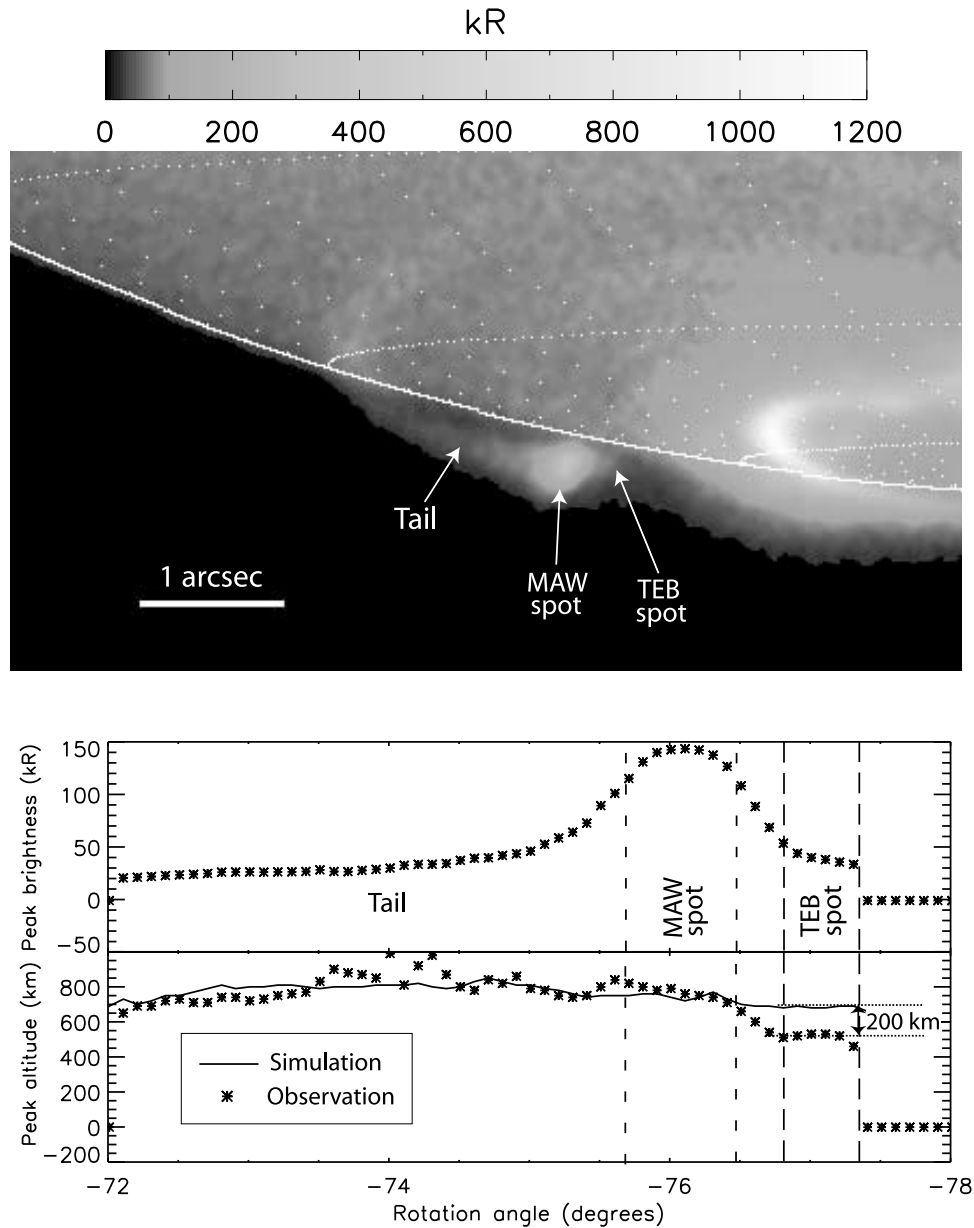 kR
0 200 400 600 800 1000 1200
Tail
MAW
spot
TEB
spot
1 arcsec
Peak brightness (kR)
150
100
50
0
−50
Tail
MAW
spot
TEB
spot
Peak altitude (km)
800
600
400
200
0
−200
200 km
Simulation
Observation
−72 −74 −76 −78
Rotation angle (degrees)